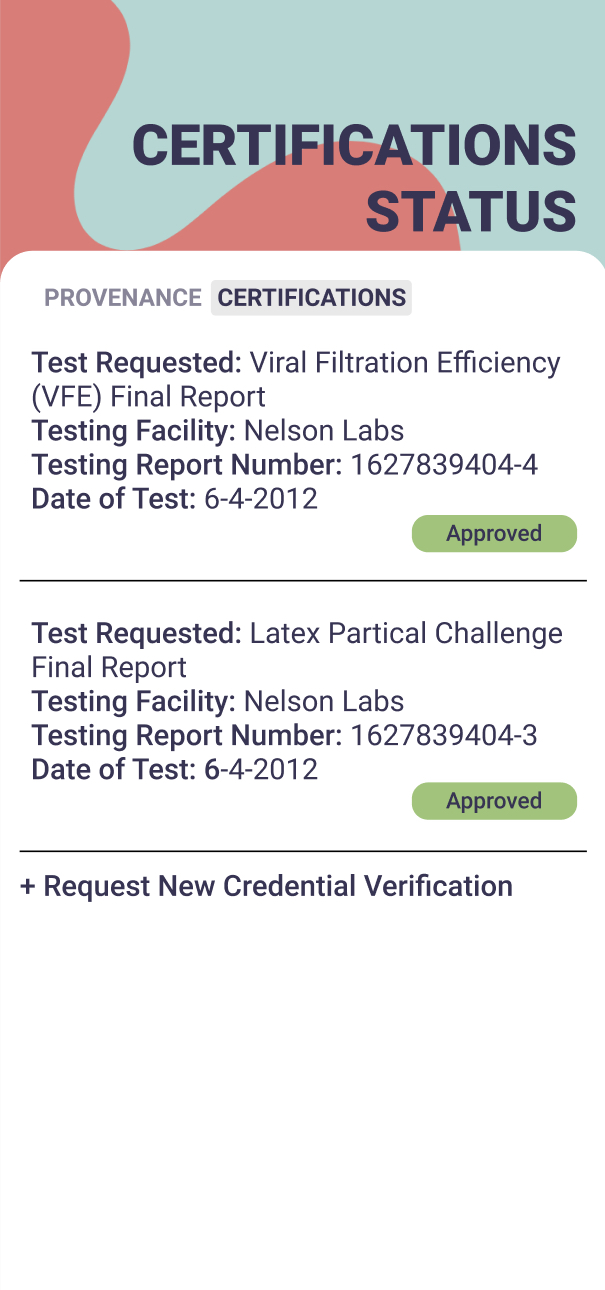 CERTIFICATIONS
STATUS
PROVENANCE CERTIFICATIONS
Test Requested: Viral Filtration Efficiency
(VFE) Final Report
Testing Facility: Nelson Labs
Testing Report Number: 1627839404-4
Date of Test: 6-4-2012
Approved
Test Requested: Latex Partical Challenge
Final Report
Testing Facility: Nelson Labs
Testing Report Number: 1627839404-3
Date of Test: 6-4-2012
Approved
+ Request New Credential Verification